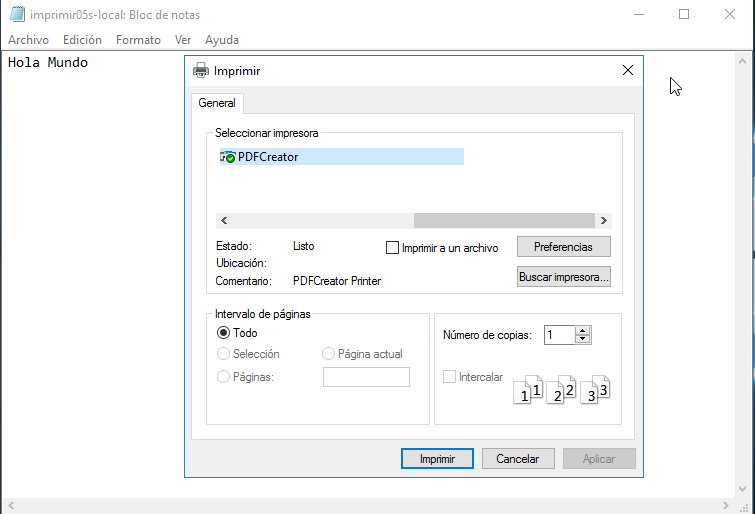 imprimir05s-local: Bloc de notas
Archivo Edición Formato Ver Ayuda
Hola Mundo
Imprimir
General
Seleccionar impresora
PDFCreator
Estado: Listo
Imprimir a un archivo
Preferencias
Ubicación:
Comentario: PDFCreator Printer
Buscar impresora...
Intervalo de páginas
Todo
Selección
Página actual
Páginas:
Número de copias: 1
Intercalar
1 1 2 2 3 3
Imprimir Cancelar Aplicar